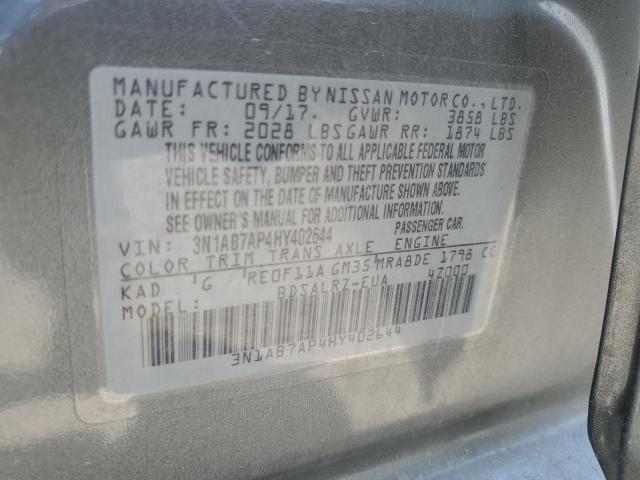 MANUFACTURED BY NISSAN MOTOR CO., LTD.
DATE: 09/17. GVWR: 3858 LBS
GAWR FR: 2028 LBS GAWR RR: 1874 LBS
THIS VEHICLE CONFORMS TO ALL APPLICABLE FEDERAL MOTOR
VEHICLE SAFETY, BUMPER AND THEFT PREVENTION STANDARDS
IN EFFECT ON THE DATE OF MANUFACTURE SHOWN ABOVE.
SEE OWNER'S MANUAL FOR ADDITIONAL INFORMATION.
VIN: 3N1AB7AP4HY402644 PASSENGER CAR.
COLOR TRIM TRANS AXLE ENGINE
KAD G RE0F11A GM35 MRA8DE 1798 CC
MODEL: BDSALRZ-EUA 4Z000
3N1AB7AP4HY402644